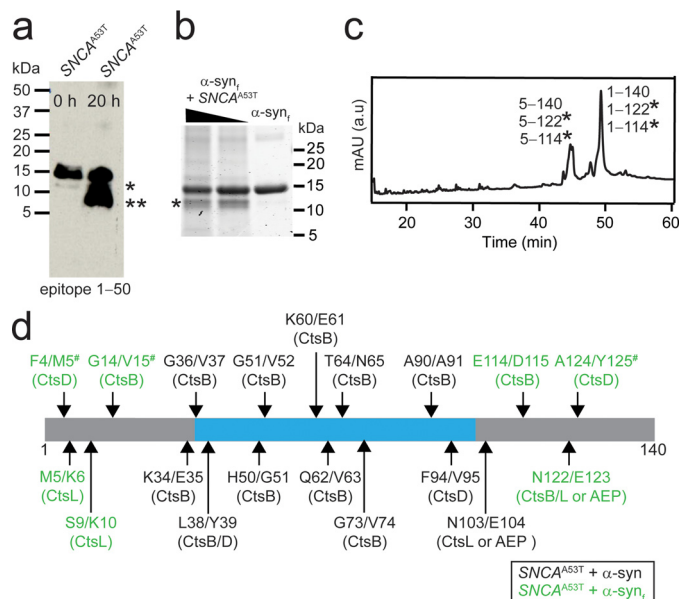 a
SNCA^A53T SNCA^A53T
kDa
50
37
25
20
15
10
5
0 h 20 h
*
**
epitope 1–50
b
α-syn_f
+ SNCA^A53T α-syn_f
kDa
25
20
15
10
5
*
c
mAU (a.u)
5–140
5–122*
5–114*
1–140
1–122*
1–114*
20 30 40 50 60
Time (min)
d
K60/E61
(CtsB)
F4/M5# G14/V15# G36/V37 G51/V52 T64/N65 A90/A91 E114/D115 A124/Y125#
(CtsD) (CtsB) (CtsB) (CtsB) (CtsB) (CtsB) (CtsB) (CtsD)
1 140
M5/K6 K34/E35 H50/G51 Q62/V63 F94/V95 N122/E123
(CtsL) (CtsB) (CtsB) (CtsB) (CtsD) (CtsB/L or AEP)
S9/K10 L38/Y39 G73/V74 N103/E104
(CtsL) (CtsB/D) (CtsB) (CtsL or AEP )
SNCA^A53T + α-syn
SNCA^A53T + α-syn_f